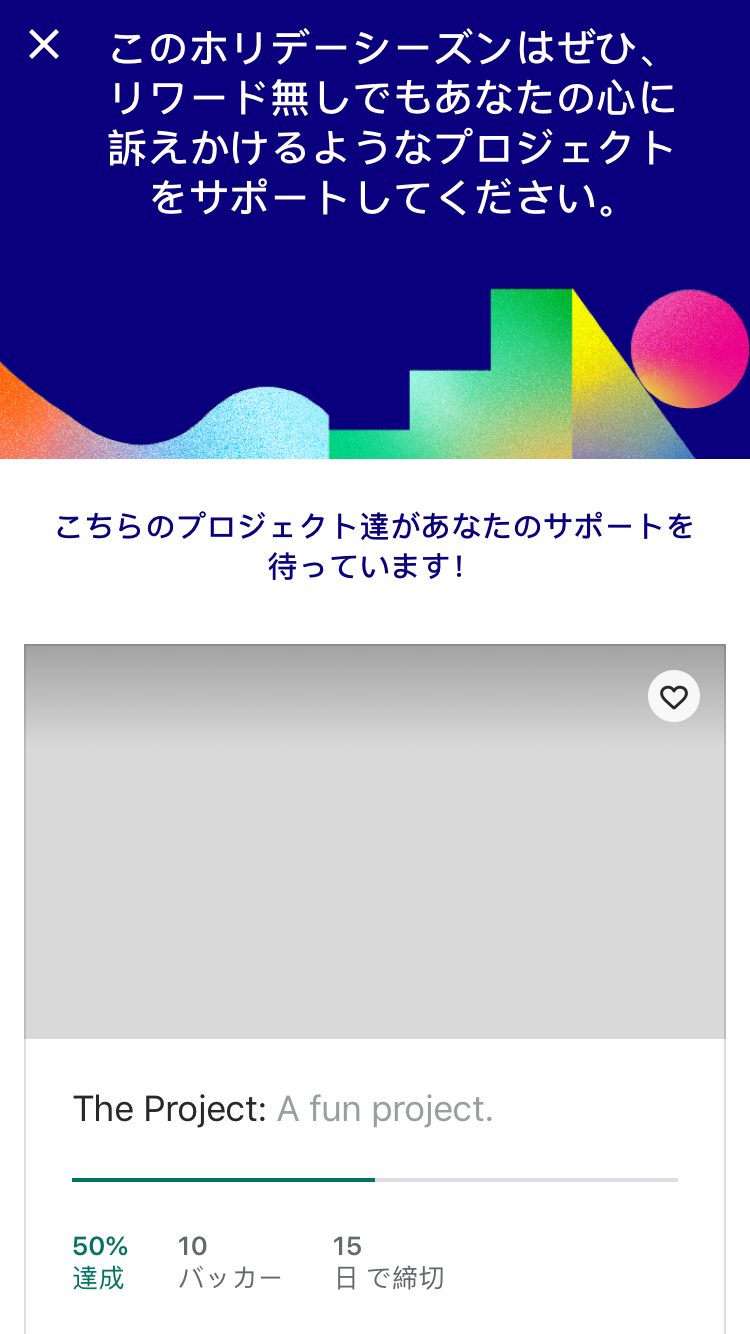 このホリデーシーズンはぜひ、
リワード無しでもあなたの心に
訴えかけるようなプロジェクト
をサポートしてください。
こちらのプロジェクト達があなたのサポートを
待っています!
The Project: A fun project.
50% 10 15
達成 バッカー 日 で締切